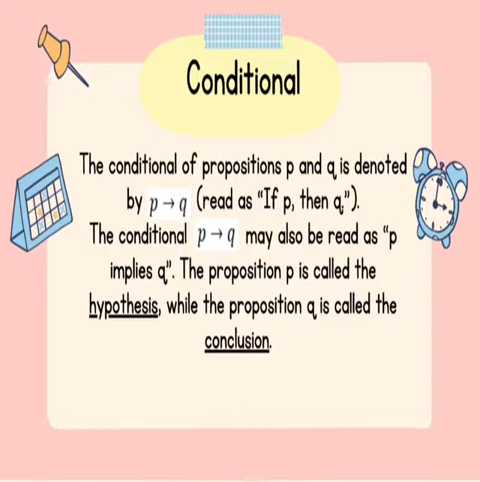 Conditional
The conditional of propositions p and q is denoted
by p → q (read as “If p, then q.”).
The conditional p → q may also be read as “p
implies q”. The proposition p is called the
hypothesis, while the proposition q is called the
conclusion.